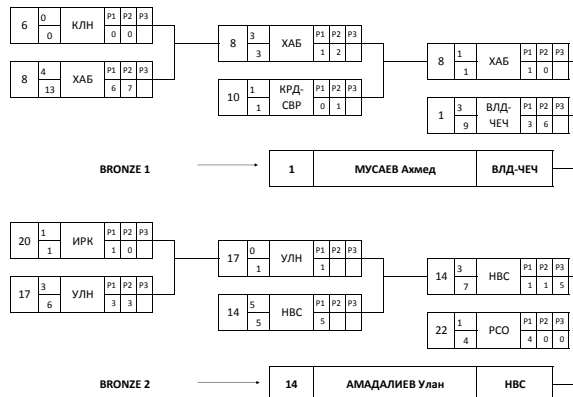 6 0 0 КЛН P1 P2 P3 0 0
8 4 13 ХАБ P1 P2 P3 6 7
8 3 3 ХАБ P1 P2 P3 1 2
10 1 1 КРД-СВР P1 P2 P3 0 1
8 1 1 ХАБ P1 P2 P3 1 0
1 3 9 ВЛД-ЧЕЧ P1 P2 P3 3 6
BRONZE 1 1 МУСАЕВ Ахмед ВЛД-ЧЕЧ
20 1 1 ИРК P1 P2 P3 1 0
17 3 6 УЛН P1 P2 P3 3 3
17 0 1 УЛН P1 P2 P3 1
14 5 5 НВС P1 P2 P3 5
14 3 7 НВС P1 P2 P3 1 1 5
22 1 4 РСО P1 P2 P3 4 0 0
BRONZE 2 14 АМАДАЛИЕВ Улан НВС